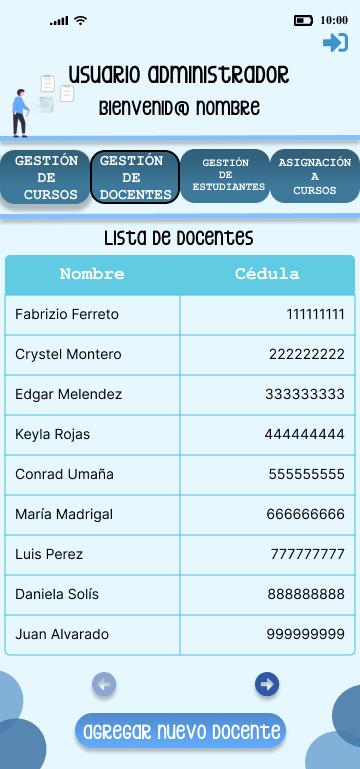 10:00
Usuario Administrador
Bienvenid@ Nombre
GESTIÓN
DE
CURSOS
GESTIÓN
DE
DOCENTES
GESTIÓN
DE
ESTUDIANTES
ASIGNACIÓN
A
CURSOS
Lista de Docentes
Nombre Cédula
Fabrizio Ferreto 111111111
Crystel Montero 222222222
Edgar Melendez 333333333
Keyla Rojas 444444444
Conrad Umaña 555555555
María Madrigal 666666666
Luis Perez 777777777
Daniela Solís 888888888
Juan Alvarado 999999999
Agregar Nuevo Docente